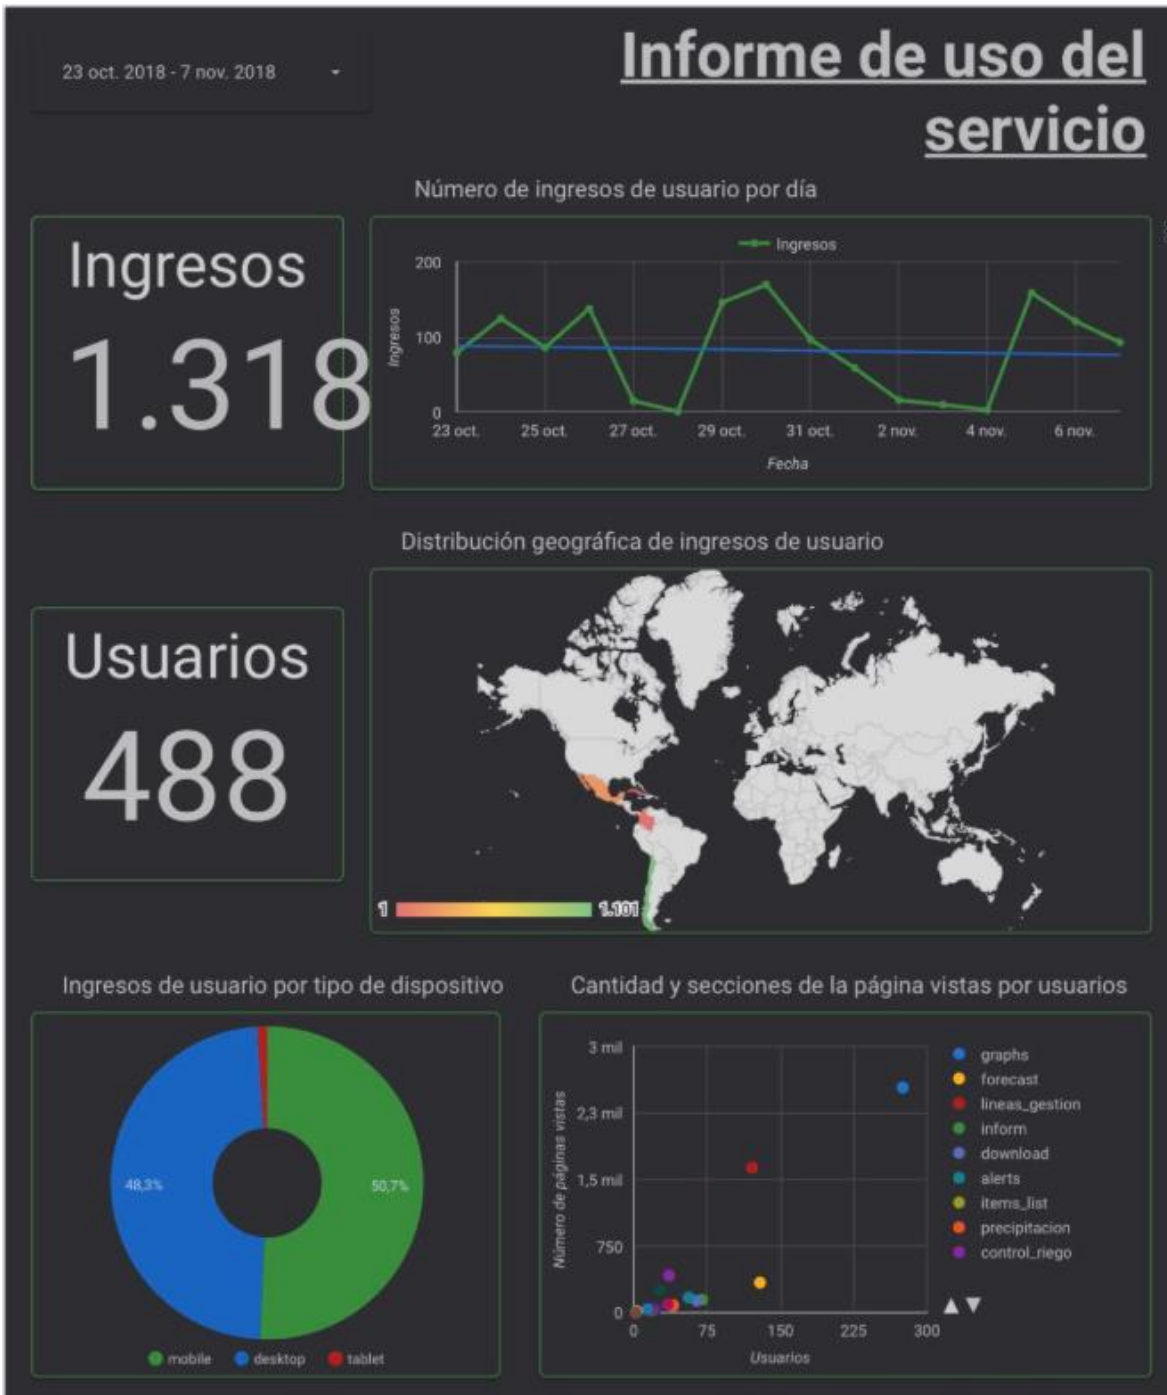 23 oct. 2018 - 7 nov. 2018
Informe de uso del
servicio
Número de ingresos de usuario por día
Ingresos
1.318
Ingresos
200
100
0
Ingresos
23 oct.
25 oct.
27 oct.
29 oct.
31 oct.
2 nov.
4 nov.
6 nov.
Fecha
Distribución geográfica de ingresos de usuario
Usuarios
488
1
1.101
Ingresos de usuario por tipo de dispositivo
48,3%
50,7%
mobile
desktop
tablet
Cantidad y secciones de la página vistas por usuarios
3 mil
2,3 mil
1,5 mil
750
0
Número de páginas vistas
0
75
150
225
300
Usuarios
graphs
forecast
lineas_gestion
inform
download
alerts
items_list
precipitacion
control_riego